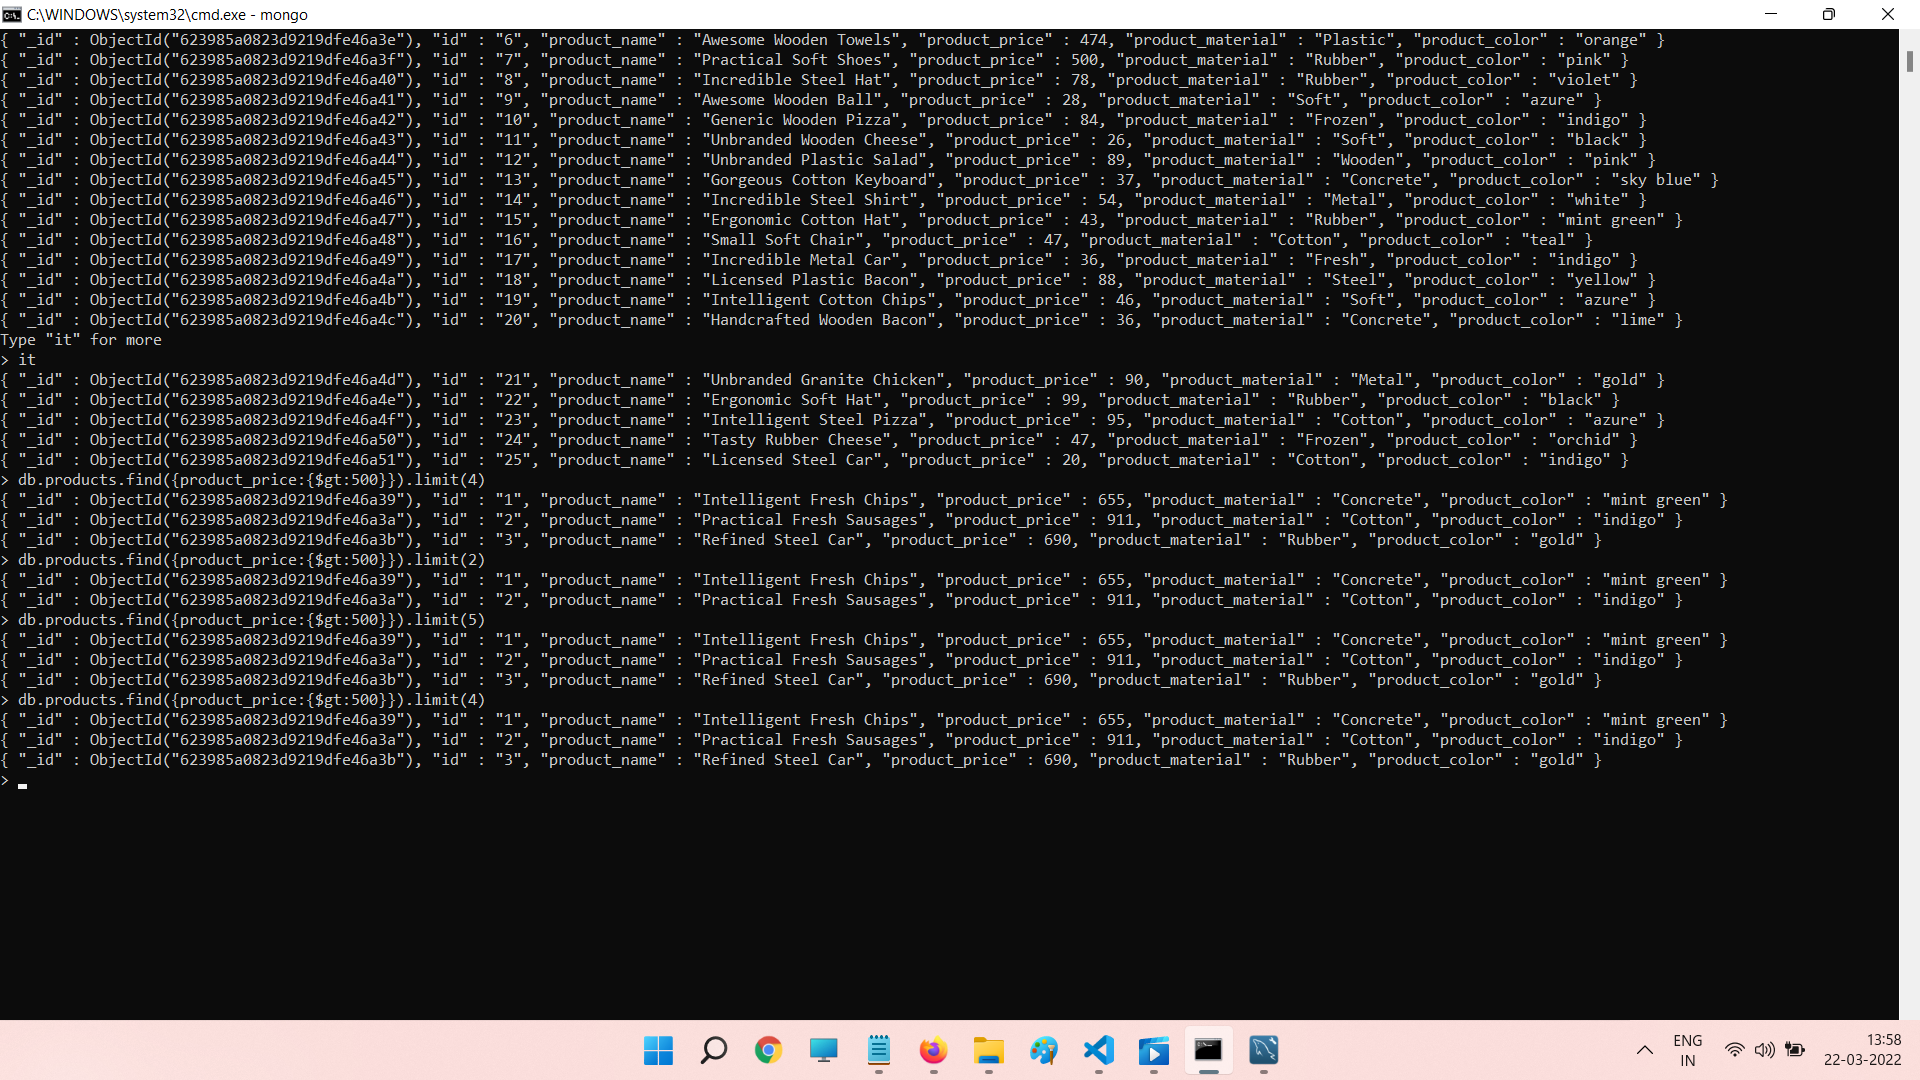 C:\WINDOWS\system32\cmd.exe - mongo
{ "_id" : ObjectId("623985a0823d9219dfe46a3e"), "id" : "6", "product_name" : "Awesome Wooden Towels", "product_price" : 474, "product_material" : "Plastic", "product_color" : "orange" }
{ "_id" : ObjectId("623985a0823d9219dfe46a3f"), "id" : "7", "product_name" : "Practical Soft Shoes", "product_price" : 500, "product_material" : "Rubber", "product_color" : "pink" }
{ "_id" : ObjectId("623985a0823d9219dfe46a40"), "id" : "8", "product_name" : "Incredible Steel Hat", "product_price" : 78, "product_material" : "Rubber", "product_color" : "violet" }
{ "_id" : ObjectId("623985a0823d9219dfe46a41"), "id" : "9", "product_name" : "Awesome Wooden Ball", "product_price" : 28, "product_material" : "Soft", "product_color" : "azure" }
{ "_id" : ObjectId("623985a0823d9219dfe46a42"), "id" : "10", "product_name" : "Generic Wooden Pizza", "product_price" : 84, "product_material" : "Frozen", "product_color" : "indigo" }
{ "_id" : ObjectId("623985a0823d9219dfe46a43"), "id" : "11", "product_name" : "Unbranded Wooden Cheese", "product_price" : 26, "product_material" : "Soft", "product_color" : "black" }
{ "_id" : ObjectId("623985a0823d9219dfe46a44"), "id" : "12", "product_name" : "Unbranded Plastic Salad", "product_price" : 89, "product_material" : "Wooden", "product_color" : "pink" }
{ "_id" : ObjectId("623985a0823d9219dfe46a45"), "id" : "13", "product_name" : "Gorgeous Cotton Keyboard", "product_price" : 37, "product_material" : "Concrete", "product_color" : "sky blue" }
{ "_id" : ObjectId("623985a0823d9219dfe46a46"), "id" : "14", "product_name" : "Incredible Steel Shirt", "product_price" : 54, "product_material" : "Metal", "product_color" : "white" }
{ "_id" : ObjectId("623985a0823d9219dfe46a47"), "id" : "15", "product_name" : "Ergonomic Cotton Hat", "product_price" : 43, "product_material" : "Rubber", "product_color" : "mint green" }
{ "_id" : ObjectId("623985a0823d9219dfe46a48"), "id" : "16", "product_name" : "Small Soft Chair", "product_price" : 47, "product_material" : "Cotton", "product_color" : "teal" }
{ "_id" : ObjectId("623985a0823d9219dfe46a49"), "id" : "17", "product_name" : "Incredible Metal Car", "product_price" : 36, "product_material" : "Fresh", "product_color" : "indigo" }
{ "_id" : ObjectId("623985a0823d9219dfe46a4a"), "id" : "18", "product_name" : "Licensed Plastic Bacon", "product_price" : 88, "product_material" : "Steel", "product_color" : "yellow" }
{ "_id" : ObjectId("623985a0823d9219dfe46a4b"), "id" : "19", "product_name" : "Intelligent Cotton Chips", "product_price" : 46, "product_material" : "Soft", "product_color" : "azure" }
{ "_id" : ObjectId("623985a0823d9219dfe46a4c"), "id" : "20", "product_name" : "Handcrafted Wooden Bacon", "product_price" : 36, "product_material" : "Concrete", "product_color" : "lime" }
Type "it" for more
> it
{ "_id" : ObjectId("623985a0823d9219dfe46a4d"), "id" : "21", "product_name" : "Unbranded Granite Chicken", "product_price" : 90, "product_material" : "Metal", "product_color" : "gold" }
{ "_id" : ObjectId("623985a0823d9219dfe46a4e"), "id" : "22", "product_name" : "Ergonomic Soft Hat", "product_price" : 99, "product_material" : "Rubber", "product_color" : "black" }
{ "_id" : ObjectId("623985a0823d9219dfe46a4f"), "id" : "23", "product_name" : "Intelligent Steel Pizza", "product_price" : 95, "product_material" : "Cotton", "product_color" : "azure" }
{ "_id" : ObjectId("623985a0823d9219dfe46a50"), "id" : "24", "product_name" : "Tasty Rubber Cheese", "product_price" : 47, "product_material" : "Frozen", "product_color" : "orchid" }
{ "_id" : ObjectId("623985a0823d9219dfe46a51"), "id" : "25", "product_name" : "Licensed Steel Car", "product_price" : 20, "product_material" : "Cotton", "product_color" : "indigo" }
> db.products.find({product_price:{$gt:500}}).limit(4)
{ "_id" : ObjectId("623985a0823d9219dfe46a39"), "id" : "1", "product_name" : "Intelligent Fresh Chips", "product_price" : 655, "product_material" : "Concrete", "product_color" : "mint green" }
{ "_id" : ObjectId("623985a0823d9219dfe46a3a"), "id" : "2", "product_name" : "Practical Fresh Sausages", "product_price" : 911, "product_material" : "Cotton", "product_color" : "indigo" }
{ "_id" : ObjectId("623985a0823d9219dfe46a3b"), "id" : "3", "product_name" : "Refined Steel Car", "product_price" : 690, "product_material" : "Rubber", "product_color" : "gold" }
> db.products.find({product_price:{$gt:500}}).limit(2)
{ "_id" : ObjectId("623985a0823d9219dfe46a39"), "id" : "1", "product_name" : "Intelligent Fresh Chips", "product_price" : 655, "product_material" : "Concrete", "product_color" : "mint green" }
{ "_id" : ObjectId("623985a0823d9219dfe46a3a"), "id" : "2", "product_name" : "Practical Fresh Sausages", "product_price" : 911, "product_material" : "Cotton", "product_color" : "indigo" }
> db.products.find({product_price:{$gt:500}}).limit(5)
{ "_id" : ObjectId("623985a0823d9219dfe46a39"), "id" : "1", "product_name" : "Intelligent Fresh Chips", "product_price" : 655, "product_material" : "Concrete", "product_color" : "mint green" }
{ "_id" : ObjectId("623985a0823d9219dfe46a3a"), "id" : "2", "product_name" : "Practical Fresh Sausages", "product_price" : 911, "product_material" : "Cotton", "product_color" : "indigo" }
{ "_id" : ObjectId("623985a0823d9219dfe46a3b"), "id" : "3", "product_name" : "Refined Steel Car", "product_price" : 690, "product_material" : "Rubber", "product_color" : "gold" }
> db.products.find({product_price:{$gt:500}}).limit(4)
{ "_id" : ObjectId("623985a0823d9219dfe46a39"), "id" : "1", "product_name" : "Intelligent Fresh Chips", "product_price" : 655, "product_material" : "Concrete", "product_color" : "mint green" }
{ "_id" : ObjectId("623985a0823d9219dfe46a3a"), "id" : "2", "product_name" : "Practical Fresh Sausages", "product_price" : 911, "product_material" : "Cotton", "product_color" : "indigo" }
{ "_id" : ObjectId("623985a0823d9219dfe46a3b"), "id" : "3", "product_name" : "Refined Steel Car", "product_price" : 690, "product_material" : "Rubber", "product_color" : "gold" }
>
ENG
IN
13:58
22-03-2022